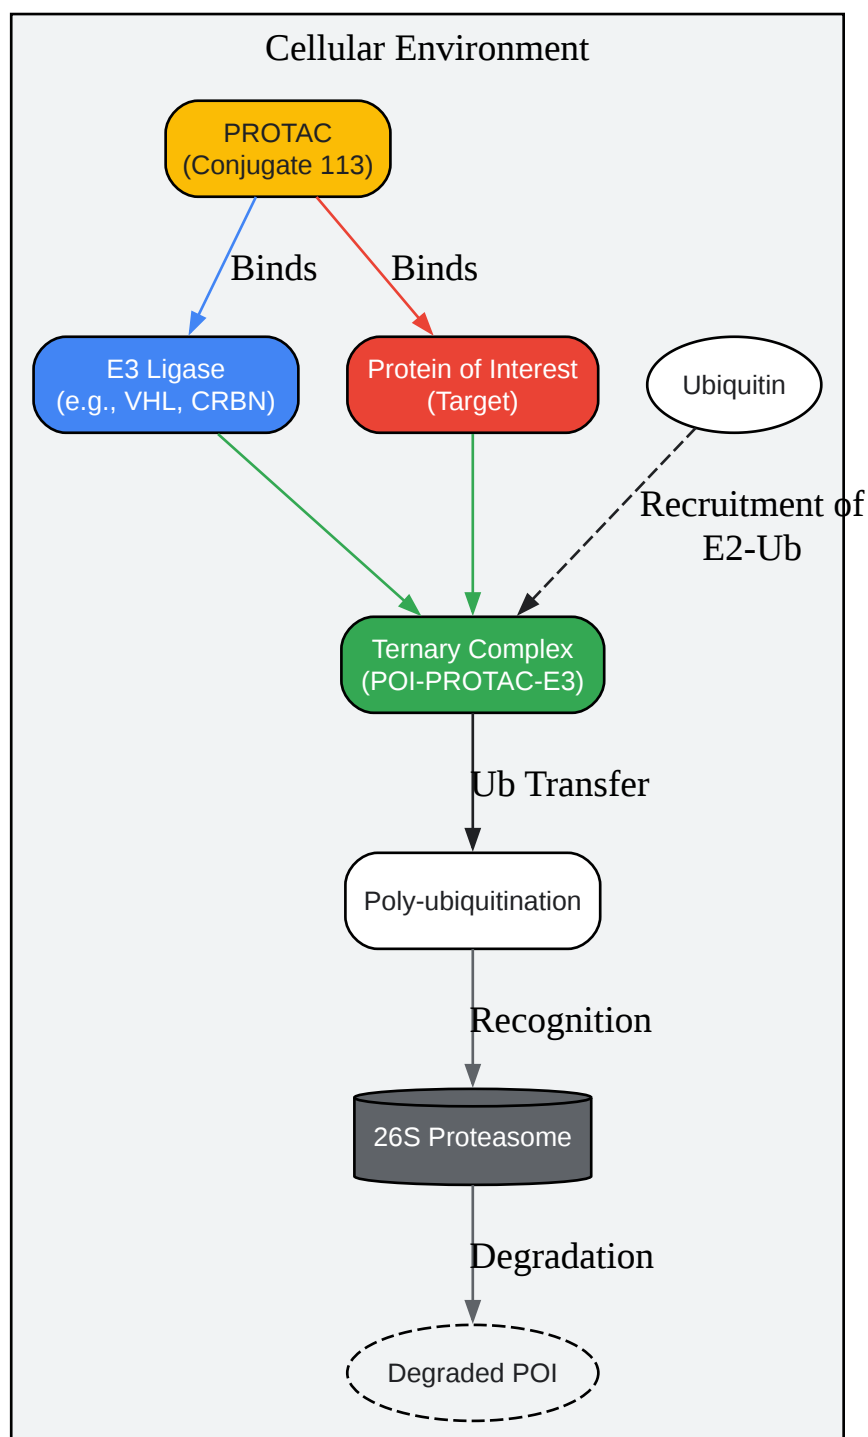 Cellular Environment
PROTAC
(Conjugate 113)
Binds
Binds
E3 Ligase
(e.g., VHL, CRBN)
Protein of Interest
(Target)
Ubiquitin
Recruitment of
E2-Ub
Ternary Complex
(POI-PROTAC-E3)
Ub Transfer
Poly-ubiquitination
Recognition
26S Proteasome
Degradation
Degraded POI